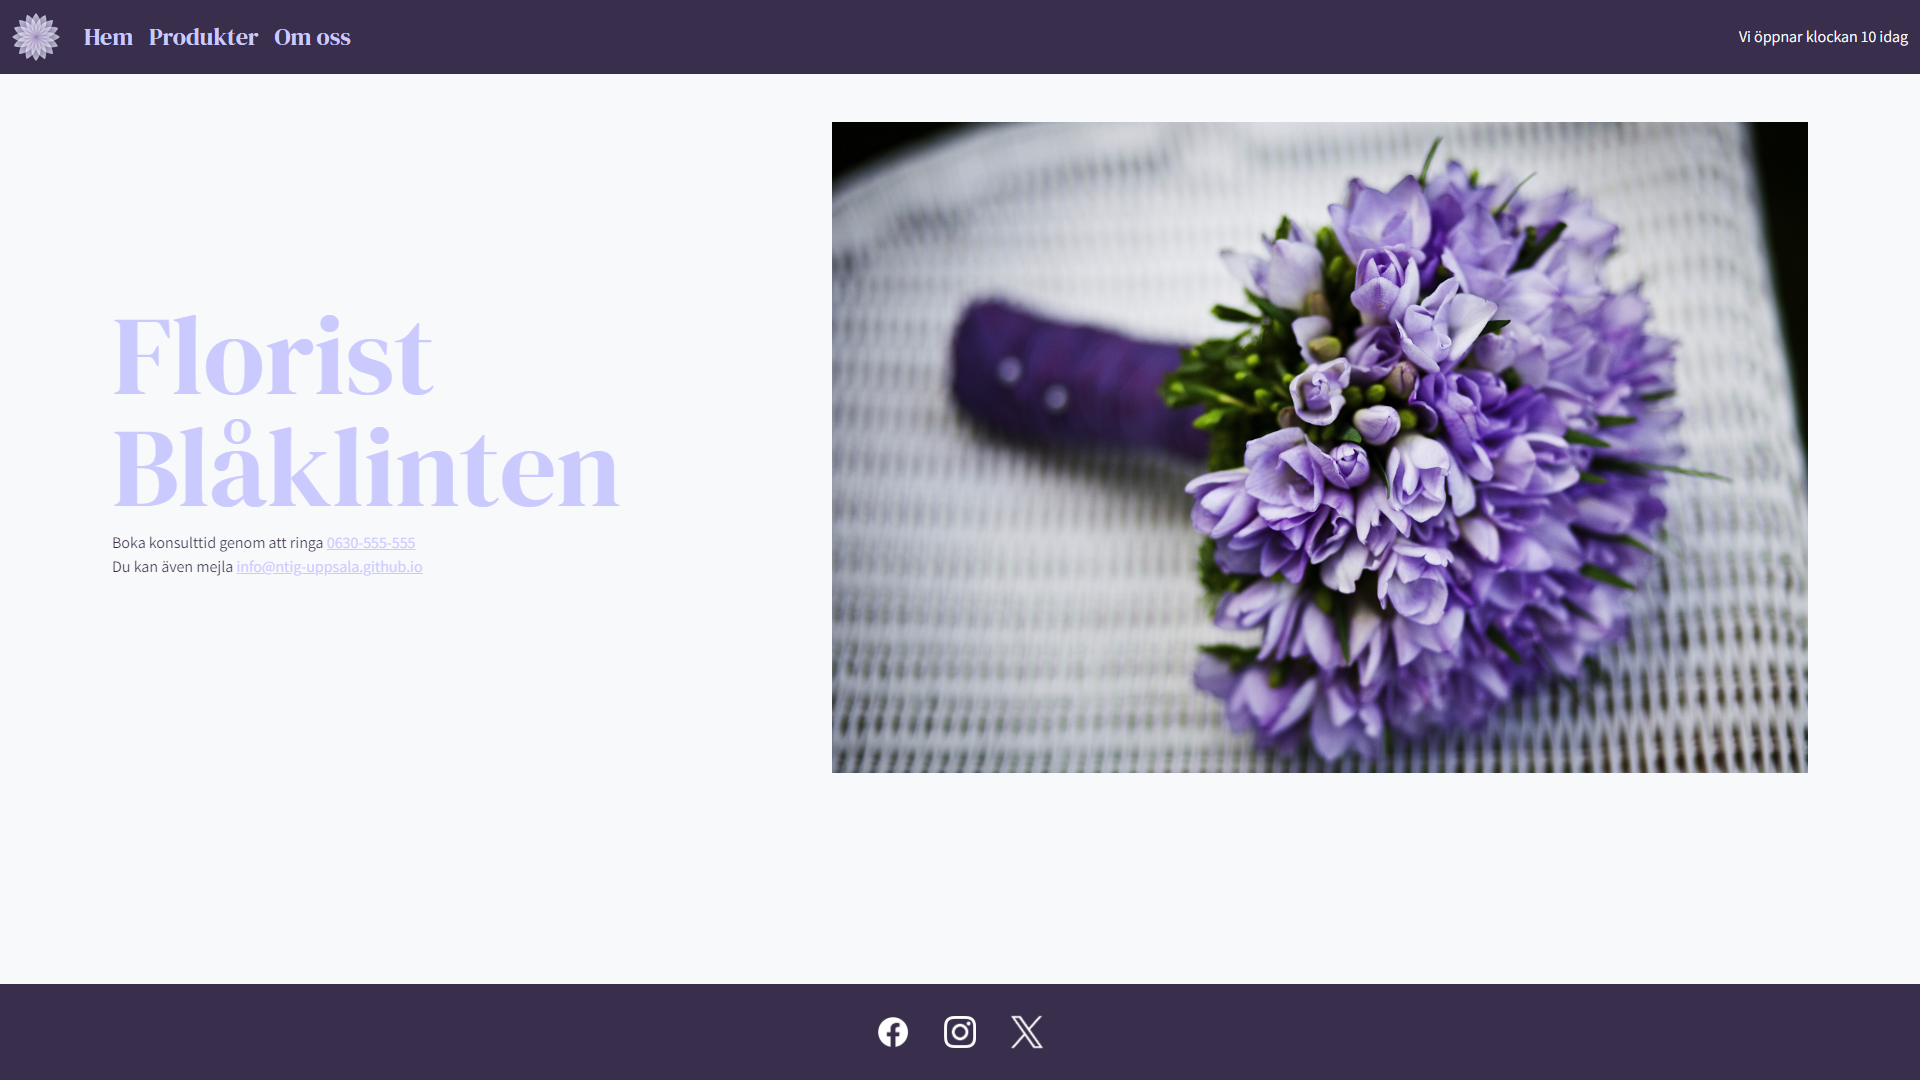 Hem Produkter Om oss
Vi öppnar klockan 10 idag
Florist
Blåklinten
Boka konsulttid genom att ringa 0630-555-555
Du kan även mejla info@ntig-uppsala.github.io